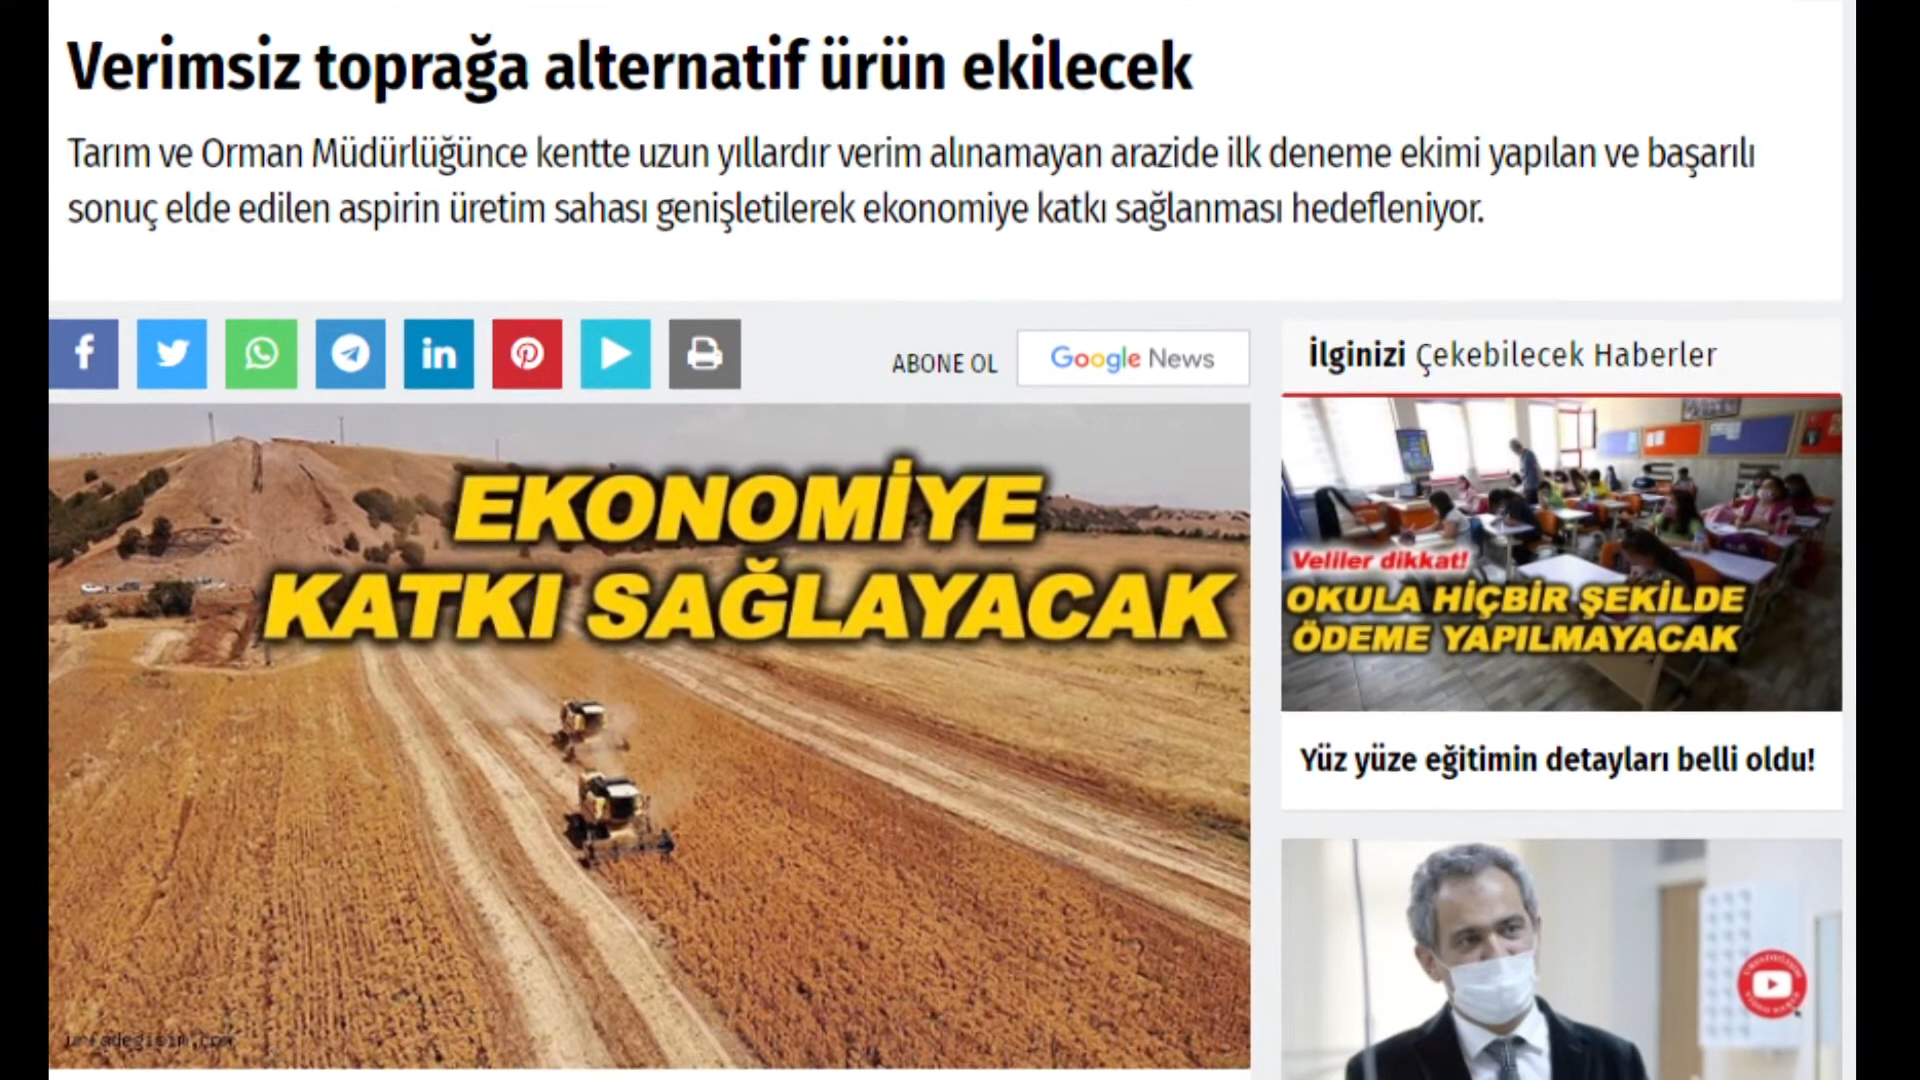 Verimsiz toprağa alternatif ürün ekilecek
Tarım ve Orman Müdürlüğünce kentte uzun yıllardır verim alınamayan arazide ilk deneme ekimi yapılan ve başarılı
sonuç elde edilen aspirin üretim sahası genişletilerek ekonomiye katkı sağlanması hedefleniyor.
ABONE OL
Google News
EKONOMİYE
KATKI SAĞLAYACAK
urfadegisim.com
İlginizi Çekebilecek Haberler
Veliler dikkat!
OKULA HİÇBİR ŞEKİLDE
ÖDEME YAPILMAYACAK
Yüz yüze eğitimin detayları belli oldu!